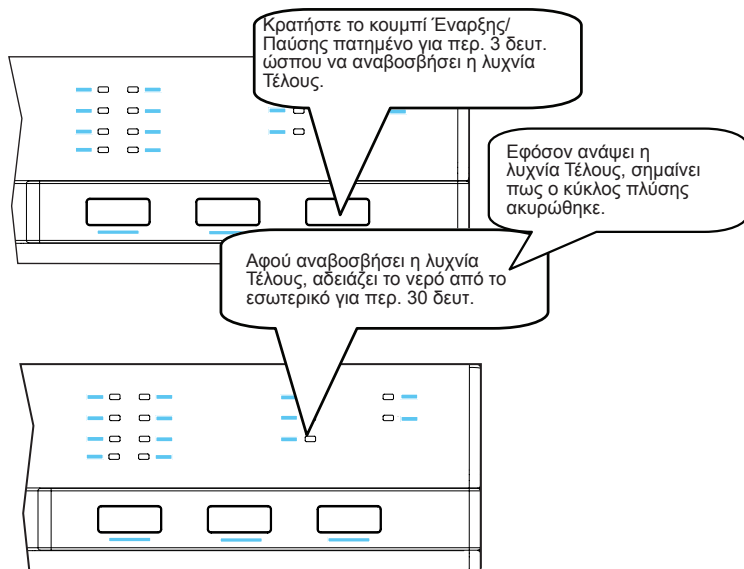 Κρατήστε το κουμπί Έναρξης/
Παύσης πατημένο για περ. 3 δευτ.
ώσπου να αναβοσβήσει η λυχνία
Τέλους.
Εφόσον ανάψει η
λυχνία Τέλους, σημαίνει
πως ο κύκλος πλύσης
ακυρώθηκε.
Αφού αναβοσβήσει η λυχνία
Τέλους, αδειάζει το νερό από το
εσωτερικό για περ. 30 δευτ.